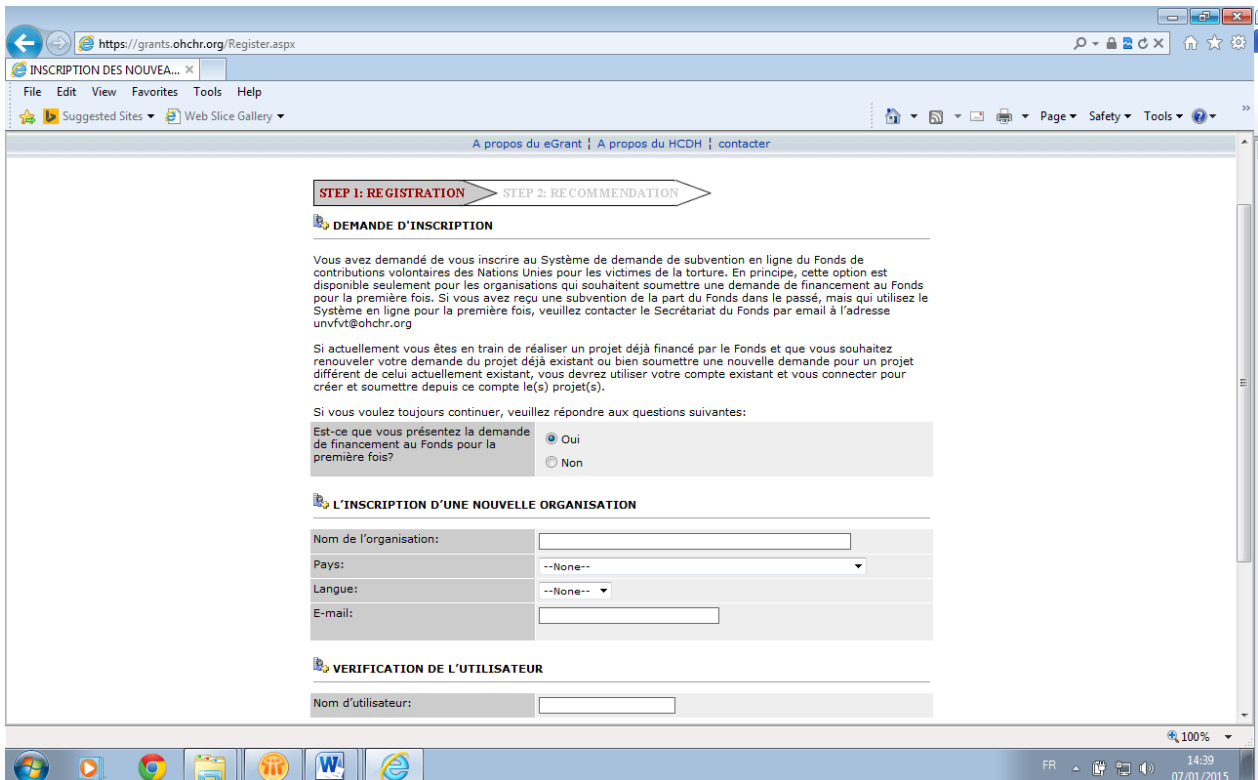 https://grants.ohchr.org/Register.aspx
INSCRIPTION DES NOUVEA...
File Edit View Favorites Tools Help
Suggested Sites Web Slice Gallery Page Safety Tools
A propos du eGrant ¦ A propos du HCDH ¦ contacter
STEP 1: REGISTRATION STEP 2: RECOMMENDATION
DEMANDE D'INSCRIPTION
Vous avez demandé de vous inscrire au Système de demande de subvention en ligne du Fonds de
contributions volontaires des Nations Unies pour les victimes de la torture. En principe, cette option est
disponible seulement pour les organisations qui souhaitent soumettre une demande de financement au Fonds
pour la première fois. Si vous avez reçu une subvention de la part du Fonds dans le passé, mais qui utilisez le
Système en ligne pour la première fois, veuillez contacter le Secrétariat du Fonds par email à l’adresse
unvfvt@ohchr.org
Si actuellement vous êtes en train de réaliser un projet déjà financé par le Fonds et que vous souhaitez
renouveler votre demande du projet déjà existant ou bien soumettre une nouvelle demande pour un projet
différent de celui actuellement existant, vous devrez utiliser votre compte existant et vous connecter pour
créer et soumettre depuis ce compte le(s) projet(s).
Si vous voulez toujours continuer, veuillez répondre aux questions suivantes:
Est-ce que vous présentez la demande
de financement au Fonds pour la
première fois?
Oui
Non
L’INSCRIPTION D’UNE NOUVELLE ORGANISATION
Nom de l’organisation:
Pays: --None--
Langue: --None--
E-mail:
VERIFICATION DE L’UTILISATEUR
Nom d’utilisateur:
100%
FR 14:39
07/01/2015